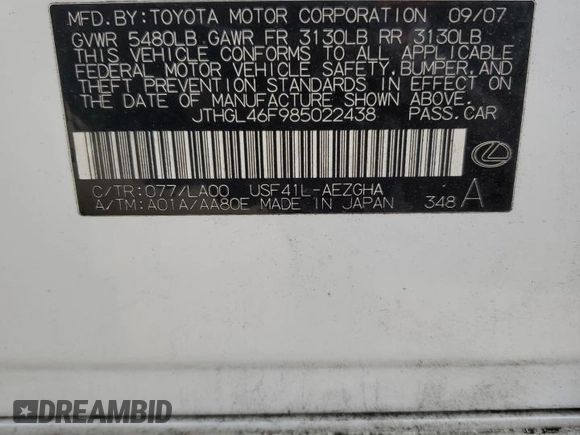 MFD.BY:TOYOTA MOTOR CORPORATION 09/07
GVWR 5480LB GAWR FR 3130LB RR 3130LB
THIS VEHICLE CONFORMS TO ALL APPLICABLE
FEDERAL MOTOR VEHICLE SAFETY,BUMPER,AND
THEFT PREVENTION STANDARDS IN EFFECT ON
THE DATE OF MANUFACTURE SHOWN ABOVE.
JTHGL46F985022438 PASS.CAR
C/TR:077/LA00 USF41L-AEZGHA
A/TM:A01A/AA80E MADE IN JAPAN 348 A
DREAMBID